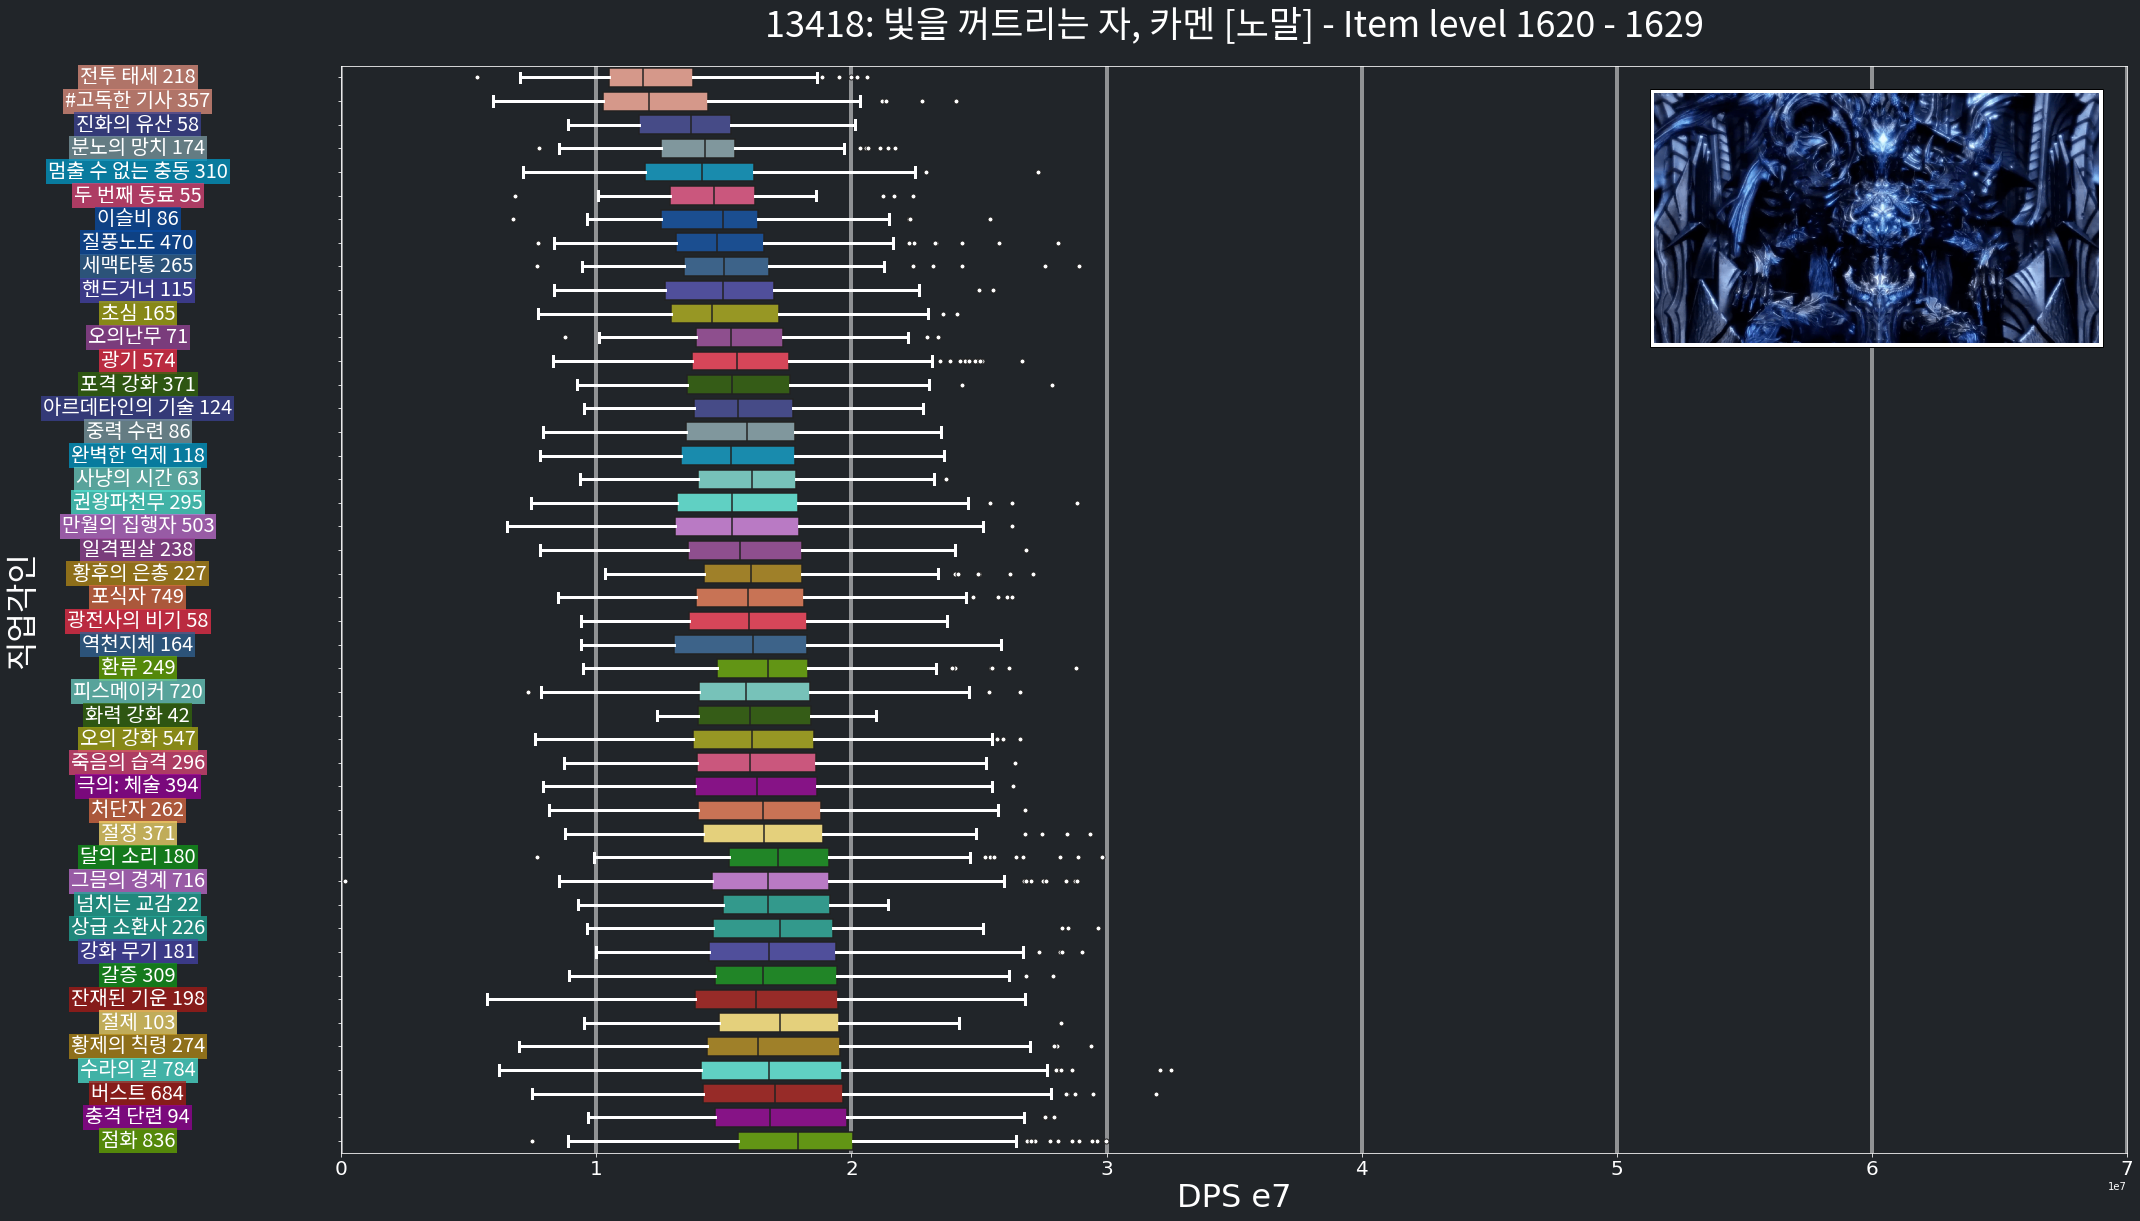 13418: 빛을 꺼트리는 자, 카멘 [노말] - Item level 1620 - 1629
직업각인
전투 태세 218
#고독한 기사 357
진화의 유산 58
분노의 망치 174
멈출 수 없는 충동 310
두 번째 동료 55
이슬비 86
질풍노도 470
세맥타통 265
핸드거너 115
초심 165
오의난무 71
광기 574
포격 강화 371
아르데타인의 기술 124
중력 수련 86
완벽한 억제 118
사냥의 시간 63
권왕파천무 295
만월의 집행자 503
일격필살 238
황후의 은총 227
포식자 749
광전사의 비기 58
역천지체 164
환류 249
피스메이커 720
화력 강화 42
오의 강화 547
죽음의 습격 296
극의: 체술 394
처단자 262
절정 371
달의 소리 180
그믐의 경계 716
넘치는 교감 22
상급 소환사 226
강화 무기 181
갈증 309
잔재된 기운 198
절제 103
황제의 칙령 274
수라의 길 784
버스트 684
충격 단련 94
점화 836
0 1 2 3 4 5 6 7
DPS e7
1e7